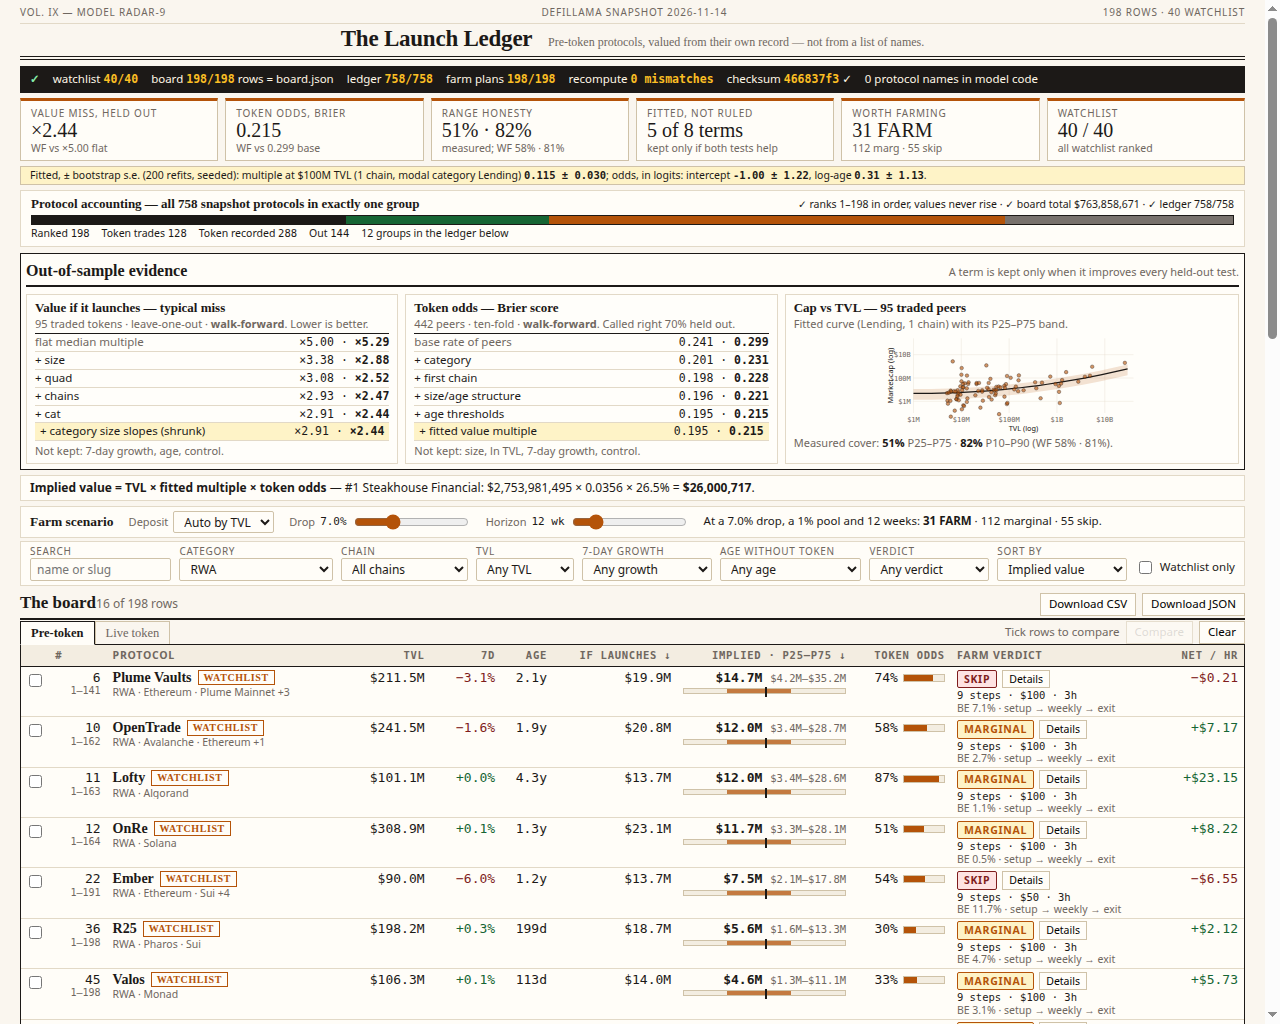 VOL. IX — MODEL RADAR-9
DEFILLAMA SNAPSHOT 2026-11-14
198 ROWS · 40 WATCHLIST
The Launch Ledger Pre-token protocols, valued from their own record — not from a list of names.
✓ watchlist 40/40 board 198/198 rows = board.json ledger 758/758 farm plans 198/198 recompute 0 mismatches checksum 466837f3 ✓ 0 protocol names in model code
VALUE MISS, HELD OUT
×2.44
WF vs ×5.00 flat
TOKEN ODDS, BRIER
0.215
WF vs 0.299 base
RANGE HONESTY
51% · 82%
measured; WF 58% · 81%
FITTED, NOT RULED
5 of 8 terms
kept only if both tests help
WORTH FARMING
31 FARM
112 marg · 55 skip
WATCHLIST
40 / 40
all watchlist ranked
Fitted, ± bootstrap s.e. (200 refits, seeded): multiple at $100M TVL (1 chain, modal category Lending) 0.115 ± 0.030; odds, in logits: intercept -1.00 ± 1.22, log-age 0.31 ± 1.13.
Protocol accounting — all 758 snapshot protocols in exactly one group
✓ ranks 1–198 in order, values never rise · ✓ board total $763,858,671 · ✓ ledger 758/758
Ranked 198 Token trades 128 Token recorded 288 Out 144 12 groups in the ledger below
Out-of-sample evidence
A term is kept only when it improves every held-out test.
Value if it launches — typical miss
95 traded tokens · leave-one-out · walk-forward. Lower is better.
flat median multiple ×5.00 · ×5.29
+ size ×3.38 · ×2.88
+ quad ×3.08 · ×2.52
+ chains ×2.93 · ×2.47
+ cat ×2.91 · ×2.44
+ category size slopes (shrunk) ×2.91 · ×2.44
Not kept: 7-day growth, age, control.
Token odds — Brier score
442 peers · ten-fold · walk-forward. Called right 70% held out.
base rate of peers 0.241 · 0.299
+ category 0.201 · 0.231
+ first chain 0.198 · 0.228
+ size/age structure 0.196 · 0.221
+ age thresholds 0.195 · 0.215
+ fitted value multiple 0.195 · 0.215
Not kept: size, ln TVL, 7-day growth, control.
Cap vs TVL — 95 traded peers
Fitted curve (Lending, 1 chain) with its P25–P75 band.
Market cap (log)
$10B
$100M
$1M
$1M $10M $100M $1B $10B
TVL (log)
Measured cover: 51% P25–P75 · 82% P10–P90 (WF 58% · 81%).
Implied value = TVL × fitted multiple × token odds — #1 Steakhouse Financial: $2,753,981,495 × 0.0356 × 26.5% = $26,000,717.
Farm scenario Deposit Auto by TVL Drop 7.0% Horizon 12 wk At a 7.0% drop, a 1% pool and 12 weeks: 31 FARM · 112 marginal · 55 skip.
SEARCH CATEGORY CHAIN TVL 7-DAY GROWTH AGE WITHOUT TOKEN VERDICT SORT BY
name or slug RWA All chains Any TVL Any growth Any age Any verdict Implied value Watchlist only
The board 16 of 198 rows Download CSV Download JSON
Pre-token Live token Tick rows to compare Compare Clear
# PROTOCOL TVL 7D AGE IF LAUNCHES ↓ IMPLIED · P25–P75 ↓ TOKEN ODDS FARM VERDICT NET / HR
6 Plume Vaults WATCHLIST $211.5M −3.1% 2.1y $19.9M $14.7M $4.2M–$35.2M 74% SKIP Details −$0.21
1–141 RWA · Ethereum · Plume Mainnet +3 9 steps · $100 · 3h
BE 7.1% · setup → weekly → exit
10 OpenTrade WATCHLIST $241.5M −1.6% 1.9y $20.8M $12.0M $3.4M–$28.7M 58% MARGINAL Details +$7.17
1–162 RWA · Avalanche · Ethereum +1 9 steps · $100 · 3h
BE 2.7% · setup → weekly → exit
11 Lofty WATCHLIST $101.1M +0.0% 4.3y $13.7M $12.0M $3.4M–$28.6M 87% MARGINAL Details +$23.15
1–163 RWA · Algorand 9 steps · $100 · 3h
BE 1.1% · setup → weekly → exit
12 OnRe WATCHLIST $308.9M +0.1% 1.2y $23.1M $11.7M $3.3M–$28.1M 51% MARGINAL Details +$8.22
1–164 RWA · Solana 9 steps · $100 · 3h
BE 0.5% · setup → weekly → exit
22 Ember WATCHLIST $90.0M −6.0% 1.2y $13.7M $7.5M $2.1M–$17.8M 54% SKIP Details −$6.55
1–191 RWA · Ethereum · Sui +4 9 steps · $50 · 3h
BE 11.7% · setup → weekly → exit
36 R25 WATCHLIST $198.2M +0.3% 199d $18.7M $5.6M $1.6M–$13.3M 30% MARGINAL Details +$2.12
1–198 RWA · Pharos · Sui 9 steps · $100 · 3h
BE 4.7% · setup → weekly → exit
45 Valos WATCHLIST $106.3M +0.1% 113d $14.0M $4.6M $1.3M–$11.1M 33% MARGINAL Details +$5.73
1–198 RWA · Monad 9 steps · $100 · 3h
BE 3.1% · setup → weekly → exit